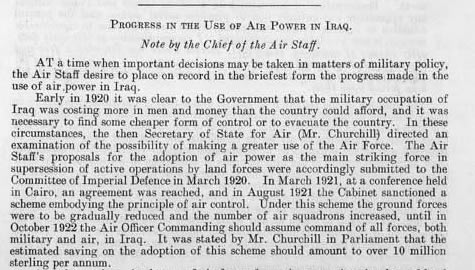 PROGRESS IN THE USE OF AIR POWER IN IRAQ.
Note by the Chief of the Air Staff.
AT a time when important decisions may be taken in matters of military policy,
the Air Staff desire to place on record in the briefest form the progress made in the
use of air power in Iraq.
Early in 1920 it was clear to the Government that the military occupation of
Iraq was costing more in men and money than the country could afford, and it was
necessary to find some cheaper form of control or to evacuate the country. In these
circumstances, the then Secretary of State for Air (Mr. Churchill) directed an
examination of the possibility of making a greater use of the Air Force. The Air
Staff's proposals for the adoption of air power as the main striking force in
supersession of active operations by land forces were accordingly submitted to the
Committee of Imperial Defence in March 1920. In March 1921, at a conference held
in Cairo, an agreement was reached, and in August 1921 the Cabinet sanctioned a
scheme embodying the principle of air control. Under this scheme the ground forces
were to be gradually reduced and the number of air squadrons increased, until in
October 1922 the Air Officer Commanding should assume command of all forces, both
military and air, in Iraq. It was stated by Mr. Churchill in Parliament that the
estimated saving on the adoption of this scheme should amount to over 10 million
sterling per annum.